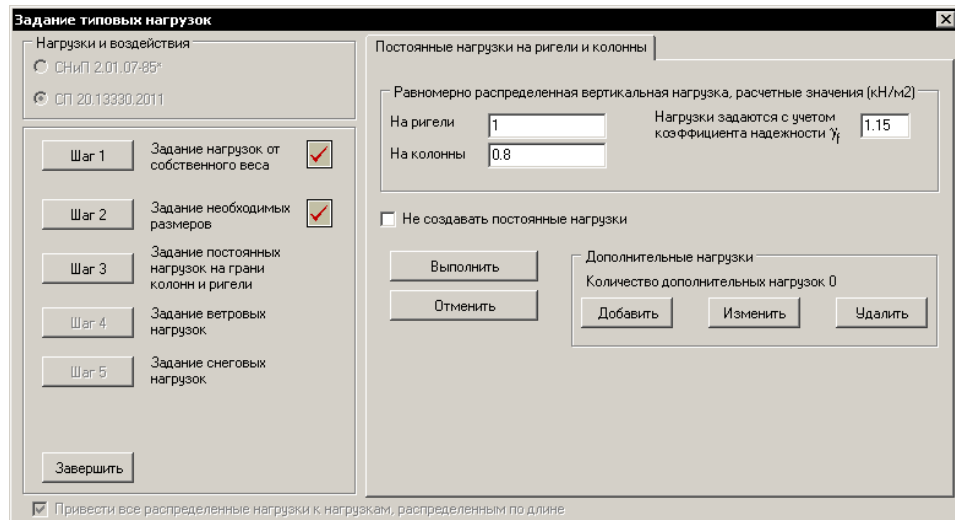 Задание типовых нагрузок
Нагрузки и воздействия
СНиП 2.01.07-85*
СП 20.13330.2011
Шаг 1
Задание нагрузок от
собственного веса
Шаг 2
Задание необходимых
размеров
Шаг 3
Задание постоянных
нагрузок на грани
колонн и ригели
Шаг 4
Задание ветровых
нагрузок
Шаг 5
Задание снеговых
нагрузок
Завершить
Постоянные нагрузки на ригели и колонны
Равномерно распределенная вертикальная нагрузка, расчетные значения (кН/м2)
На ригели
1
На колонны
0.8
Нагрузки задаются с учетом
коэффициента надежности γf
1.15
Не создавать постоянные нагрузки
Выполнить
Отменить
Дополнительные нагрузки
Количество дополнительных нагрузок 0
Добавить
Изменить
Удалить
Привести все распределенные нагрузки к нагрузкам, распределенным по длине